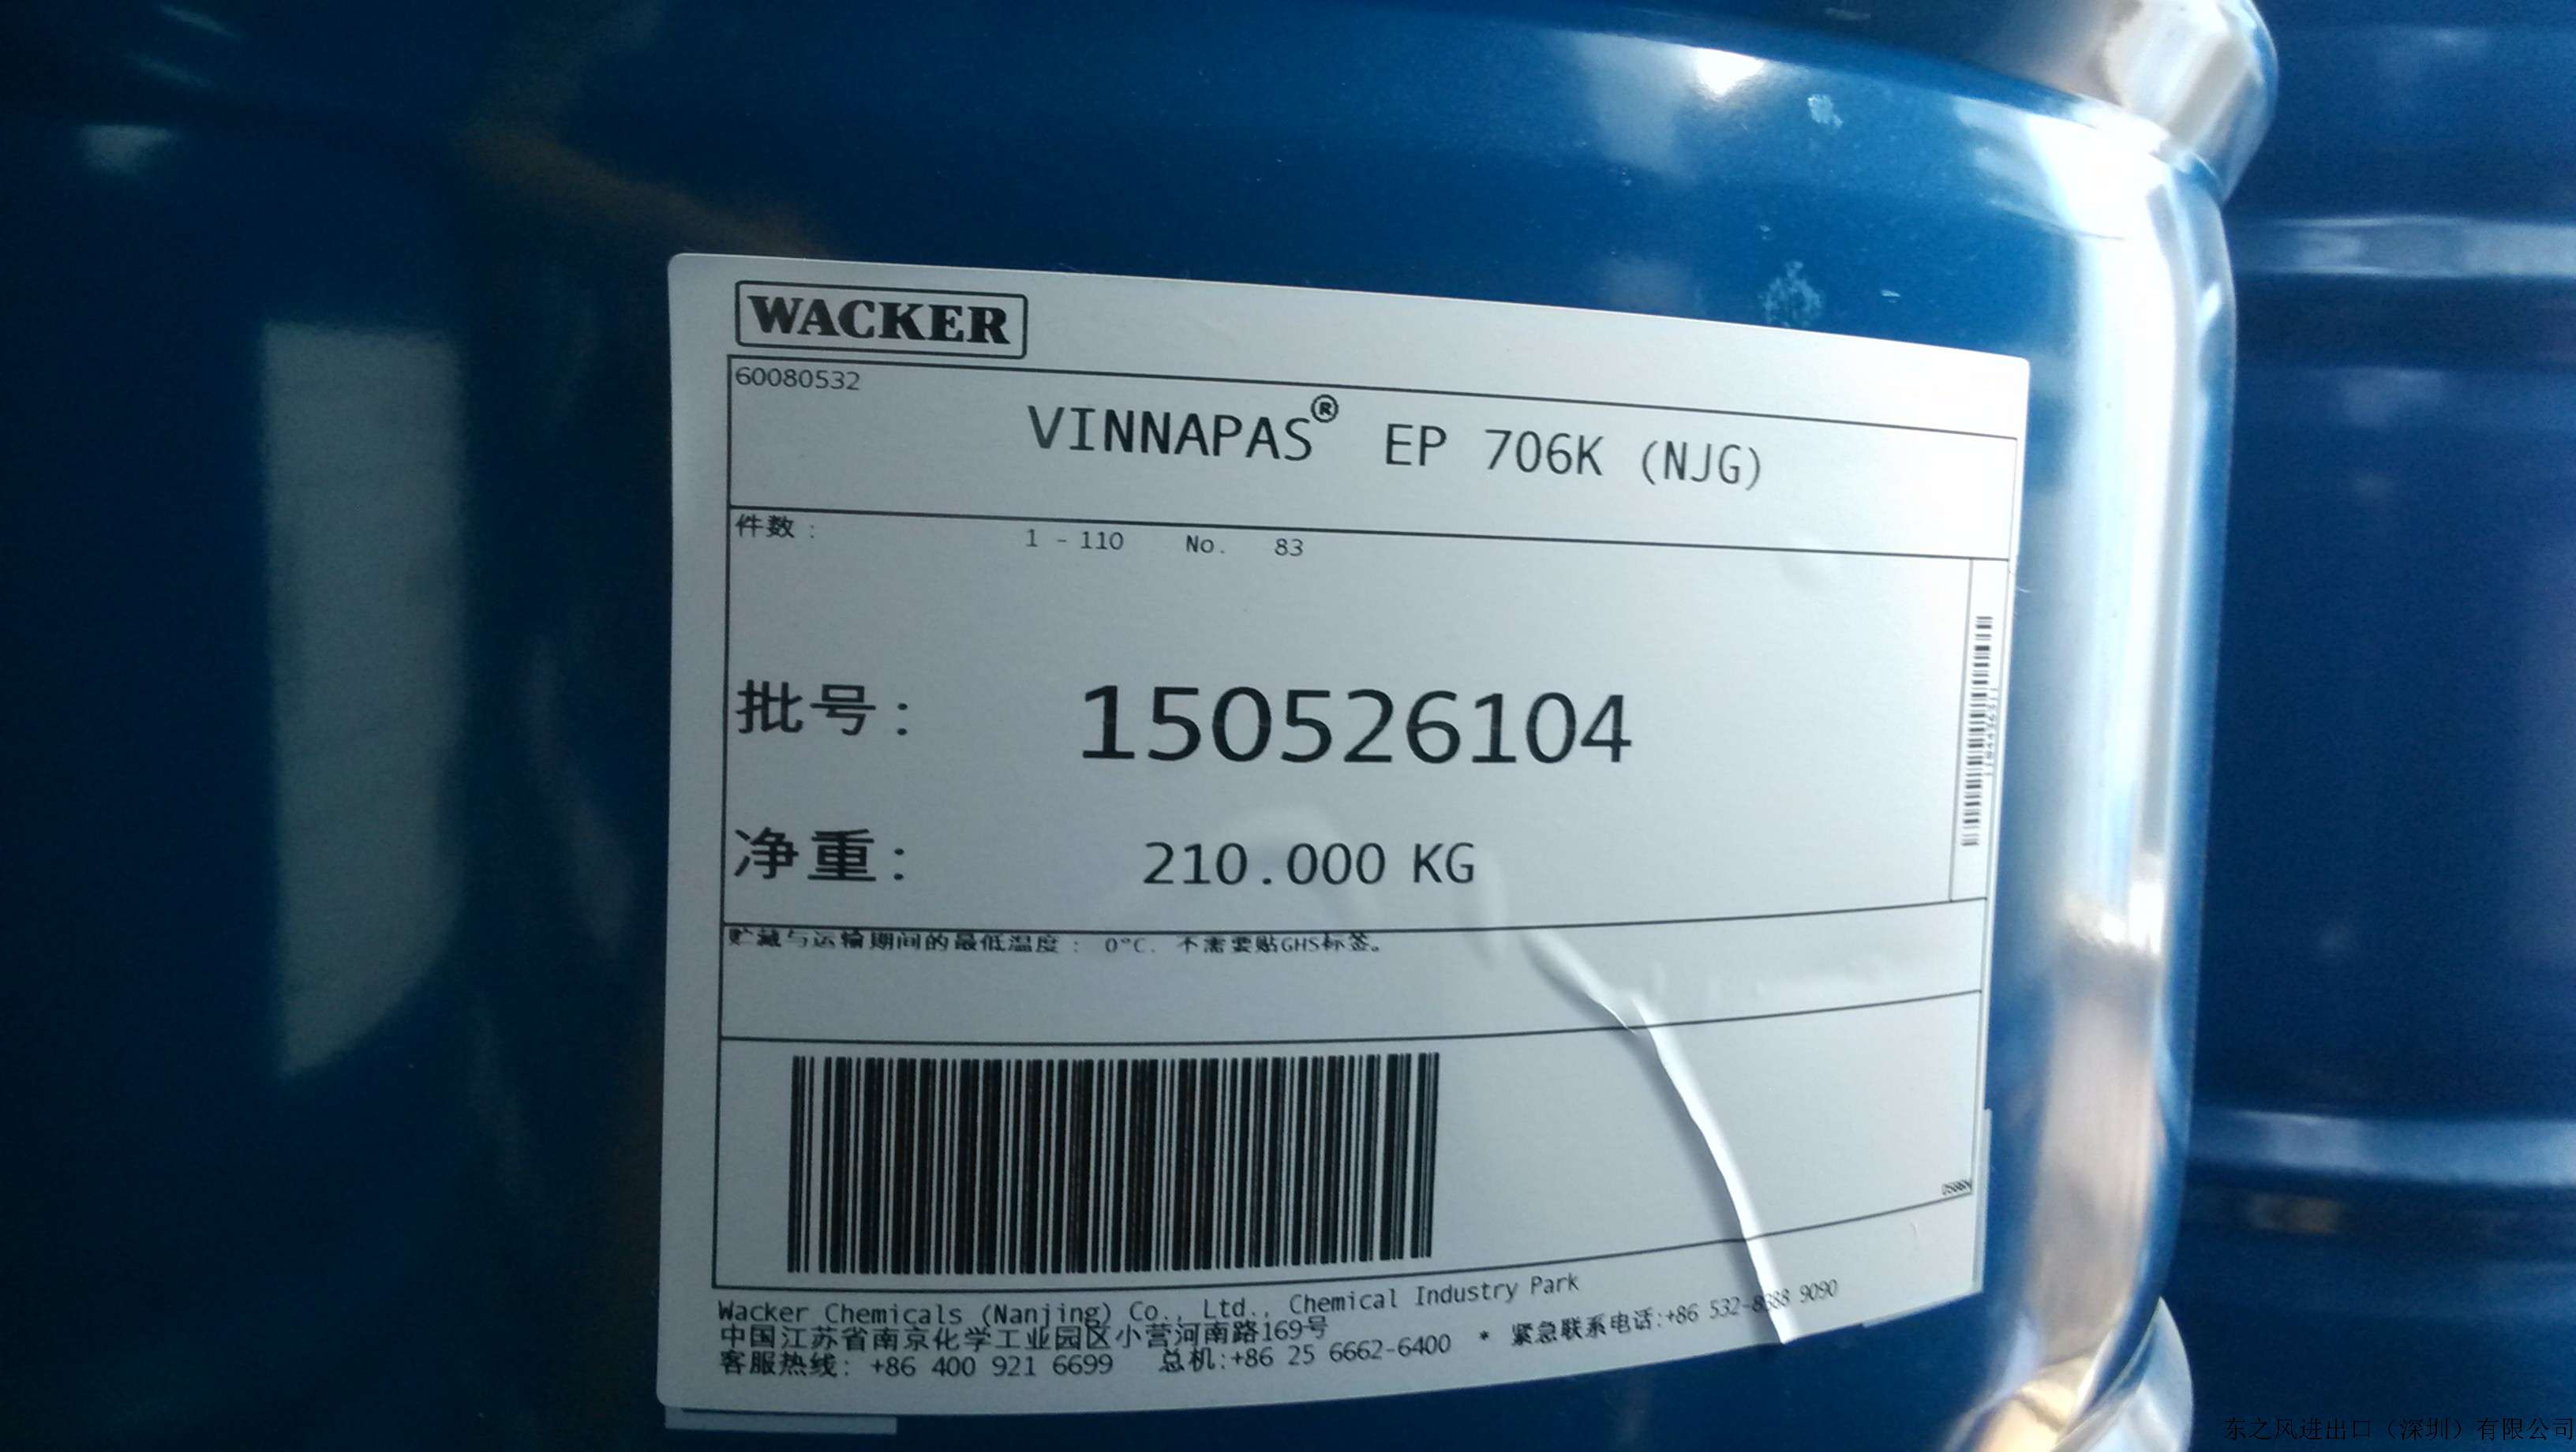 WACKER
60080532
VINNAPAS® EP 706K (NJG)
件数: 1 - 110 No. 83
批号: 150526104
净重: 210.000 KG
贮藏与运输期间的最低温度: 0°C. 不需要贴GHS标签。
Wacker Chemicals (Nanjing) Co., Ltd., Chemical Industry Park
中国江苏省南京化学工业园区小营河南路169号
客服热线: +86 400 921 6699 总机:+86 25 6662-6400 * 紧急联系电话:+86 532-8388 9090
东之风进出口（深圳）有限公司